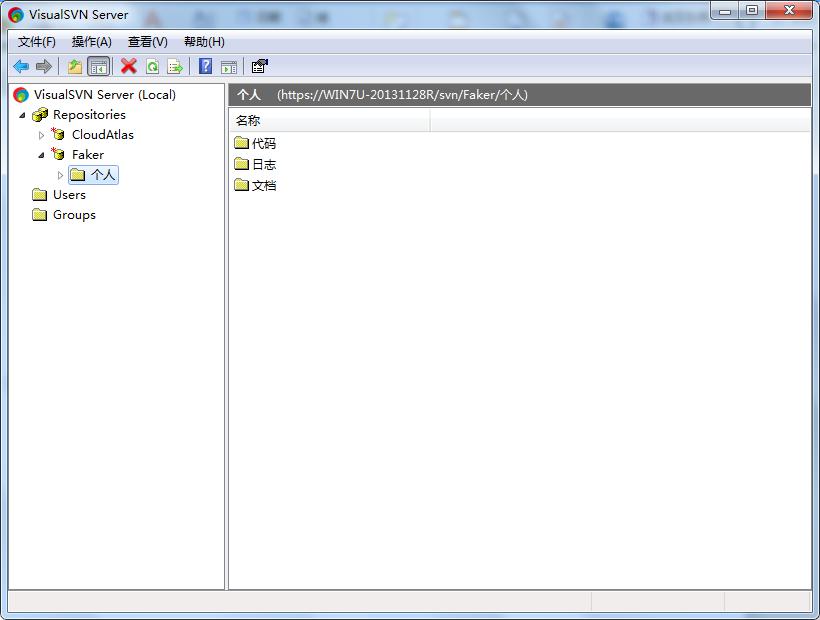 VisualSVN Server
文件(F) 操作(A) 查看(V) 帮助(H)
VisualSVN Server (Local)
Repositories
CloudAtlas
Faker
个人
Users
Groups
个人 (https://WIN7U-20131128R/svn/Faker/个人)
名称
代码
日志
文档